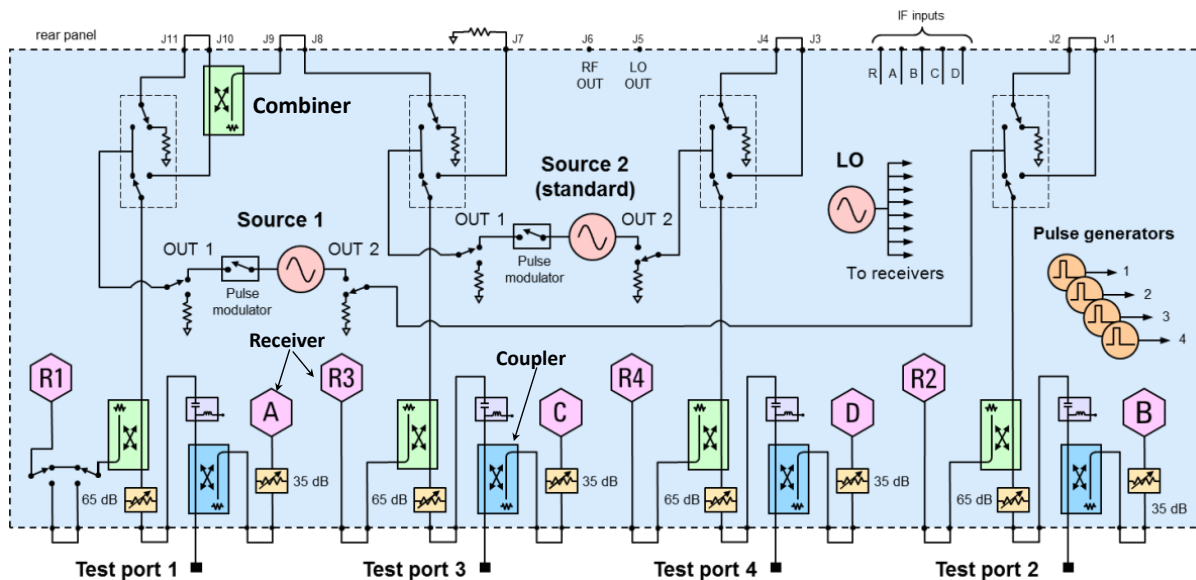 rear panel
J11
J10
J9
J8
J7
J6
J5
J4
J3
IF inputs
J2
J1
RF
OUT
LO
OUT
R
A
B
C
D
Combiner
Source 1
OUT 1
OUT 2
Pulse
modulator
Source 2
(standard)
OUT 1
OUT 2
Pulse
modulator
LO
To receivers
Pulse generators
1
2
3
4
Receiver
Coupler
R1
A
R3
C
R4
D
R2
B
65 dB
35 dB
65 dB
35 dB
65 dB
35 dB
65 dB
35 dB
Test port 1
Test port 3
Test port 4
Test port 2